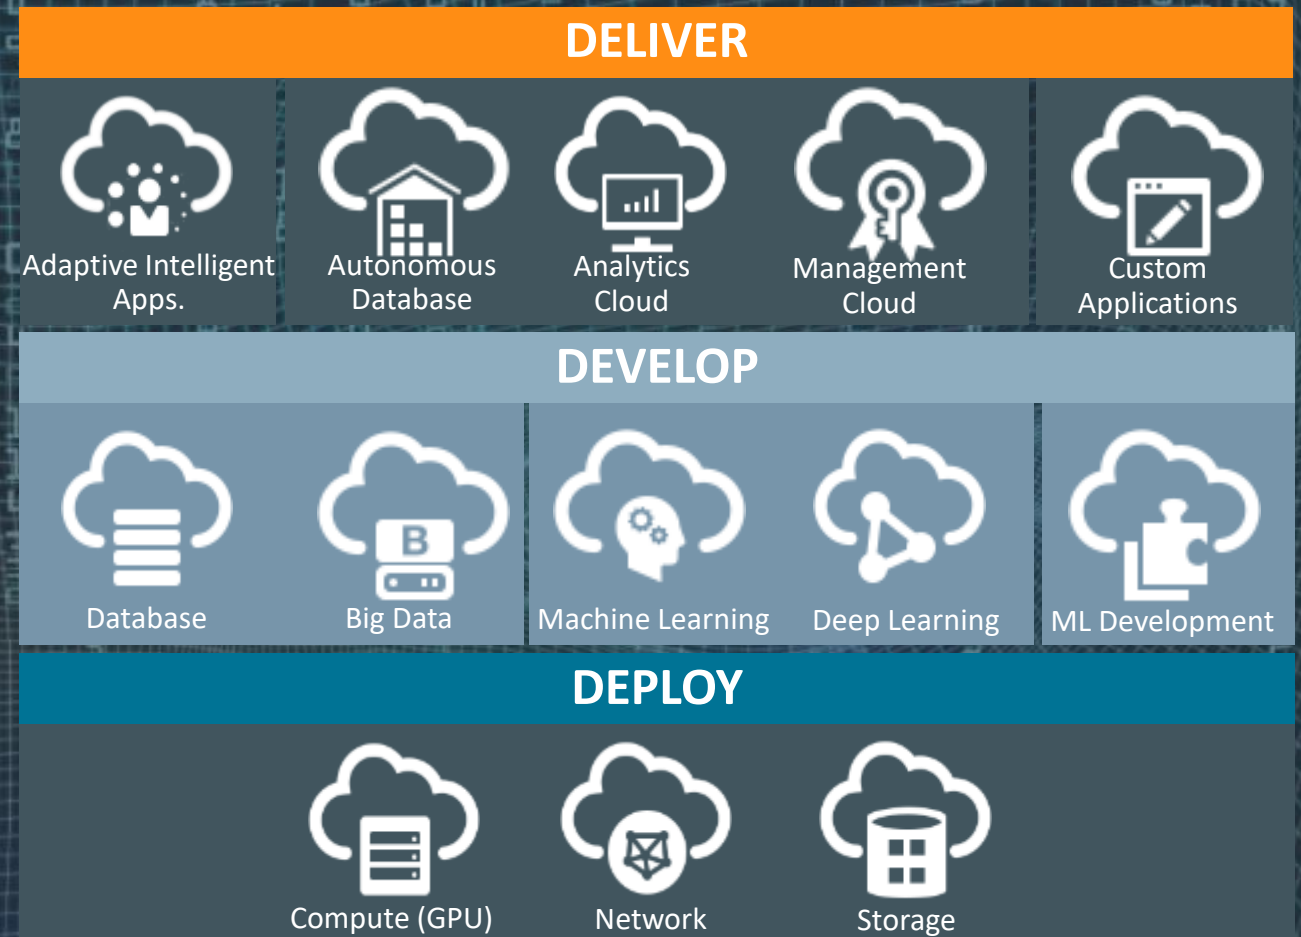 DELIVER
Adaptive Intelligent
Apps.
Autonomous
Database
Analytics
Cloud
Management
Cloud
Custom
Applications
DEVELOP
Database
B
Big Data
Machine Learning
Deep Learning
ML Development
DEPLOY
Compute (GPU)
Network
Storage